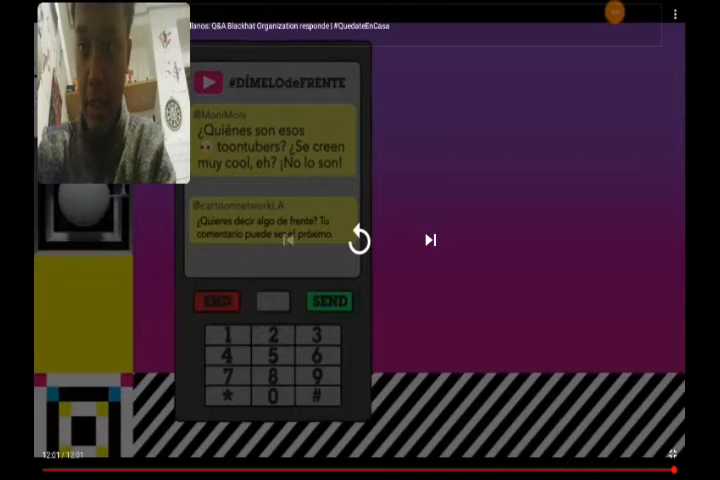 llanos: Q&A Blackhat Organization responde | #QuedateEnCasa
#DÍMELOdeFRENTE
@MoniMoni
¿Quiénes son esos
👀 toontubers? ¿Se creen
muy cool, eh? ¡No lo son!
@cartoonnetworkLA
¿Quieres decir algo de frente? Tu
comentario puede ser el próximo.
END SEND
1 2 3
4 5 6
7 8 9
* 0 #
12:01 / 12:01